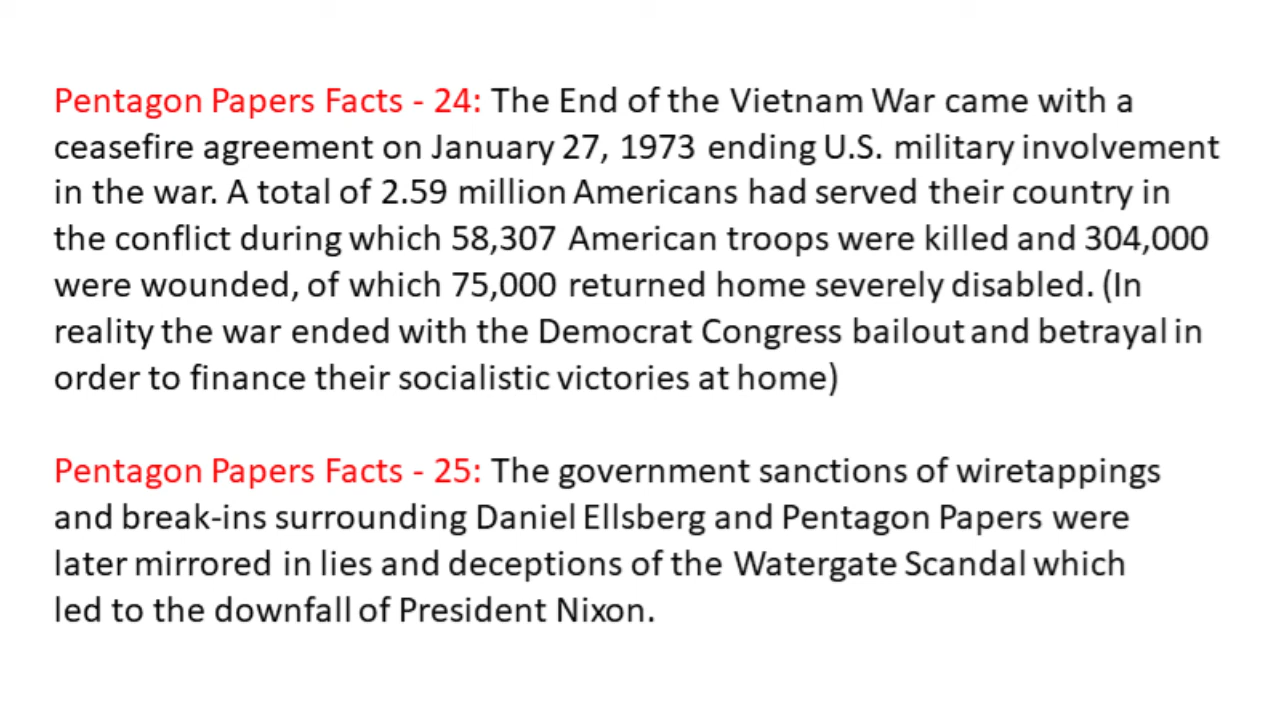 Pentagon Papers Facts - 24: The End of the Vietnam War came with a
ceasefire agreement on January 27, 1973 ending U.S. military involvement
in the war. A total of 2.59 million Americans had served their country in
the conflict during which 58,307 American troops were killed and 304,000
were wounded, of which 75,000 returned home severely disabled. (In
reality the war ended with the Democrat Congress bailout and betrayal in
order to finance their socialistic victories at home)
Pentagon Papers Facts - 25: The government sanctions of wiretappings
and break-ins surrounding Daniel Ellsberg and Pentagon Papers were
later mirrored in lies and deceptions of the Watergate Scandal which
led to the downfall of President Nixon.